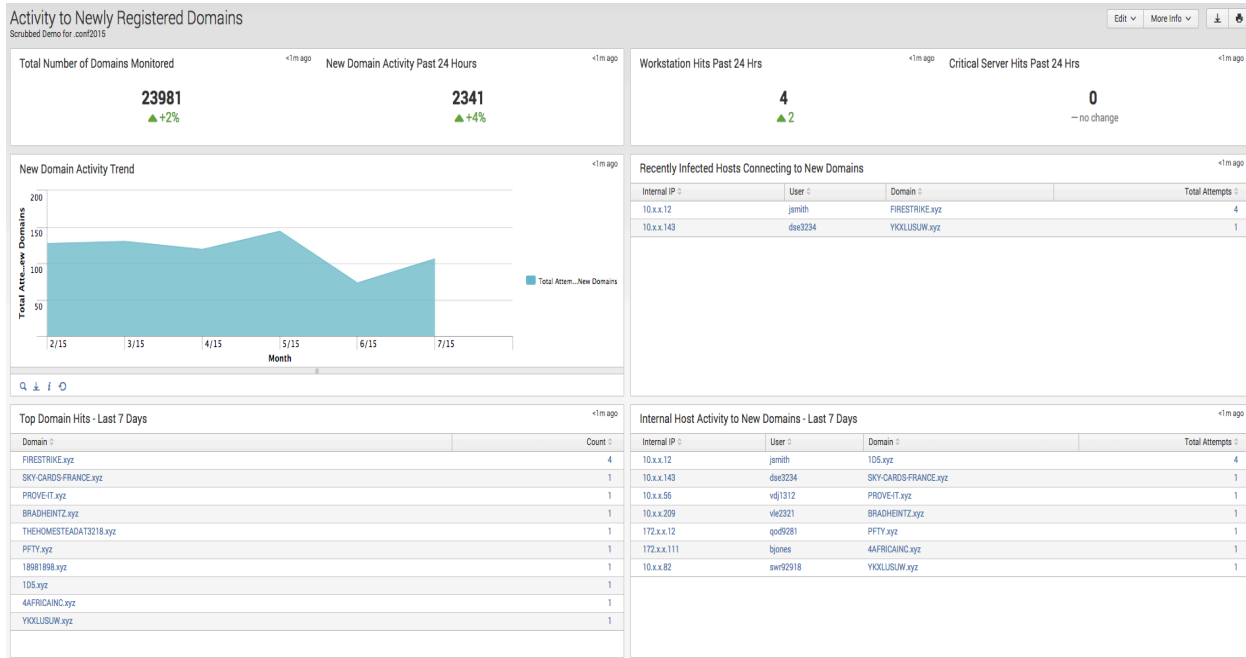 Activity to Newly Registered Domains
Scrubbed Demo for .conf2015
Edit More Info
Total Number of Domains Monitored <1m ago
23981
+2%
New Domain Activity Past 24 Hours <1m ago
2341
+4%
Workstation Hits Past 24 Hrs <1m ago
4
2
Critical Server Hits Past 24 Hrs <1m ago
0
no change
New Domain Activity Trend <1m ago
Total Atte...ew Domains
200
150
100
50
2/15 3/15 4/15 5/15 6/15 7/15
Month
Total Attem...New Domains
Recently Infected Hosts Connecting to New Domains <1m ago
Internal IP User Domain Total Attempts
10.x.x.12 jsmith FIRESTRIKE.xyz 4
10.x.x.143 dse3234 YKXLUSUW.xyz 1
Top Domain Hits - Last 7 Days <1m ago
Domain Count
FIRESTRIKE.xyz 4
SKY-CARDS-FRANCE.xyz 1
PROVE-IT.xyz 1
BRADHEINTZ.xyz 1
THEHOMESTEADAT3218.xyz 1
PFTY.xyz 1
18981898.xyz 1
1D5.xyz 1
4AFRICAINC.xyz 1
YKXLUSUW.xyz 1
Internal Host Activity to New Domains - Last 7 Days <1m ago
Internal IP User Domain Total Attempts
10.x.x.12 jsmith 1D5.xyz 4
10.x.x.143 dse3234 SKY-CARDS-FRANCE.xyz 1
10.x.x.56 vdj1312 PROVE-IT.xyz 1
10.x.x.209 vle2321 BRADHEINTZ.xyz 1
172.x.x.12 qod9281 PFTY.xyz 1
172.x.x.111 bjones 4AFRICAINC.xyz 1
10.x.x.82 swr92918 YKXLUSUW.xyz 1